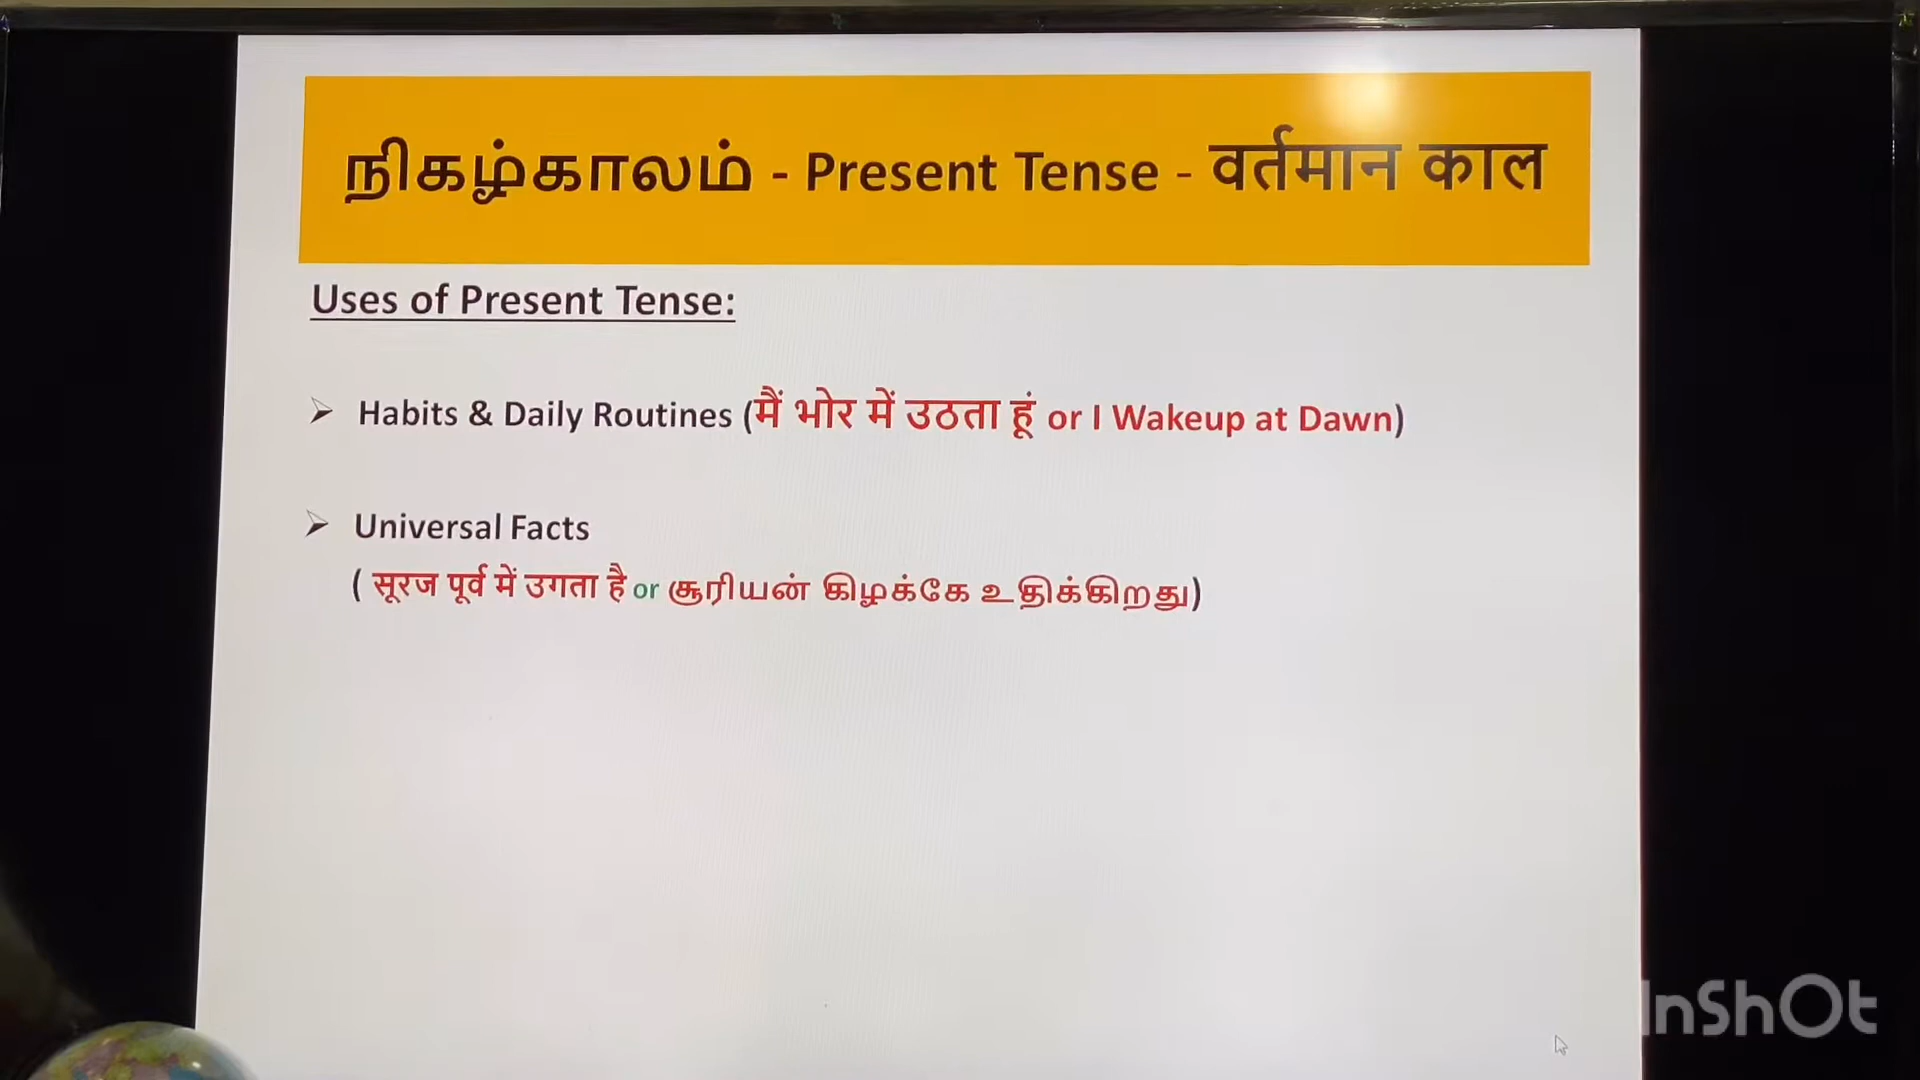 நிகழ்காலம் - Present Tense - वर्तमान काल
Uses of Present Tense:
➢ Habits & Daily Routines (मैं भोर में उठता हूं or I Wakeup at Dawn)
➢ Universal Facts
( सूरज पूर्व में उगता है or சூரியன் கிழக்கே உதிக்கிறது)
InShOt